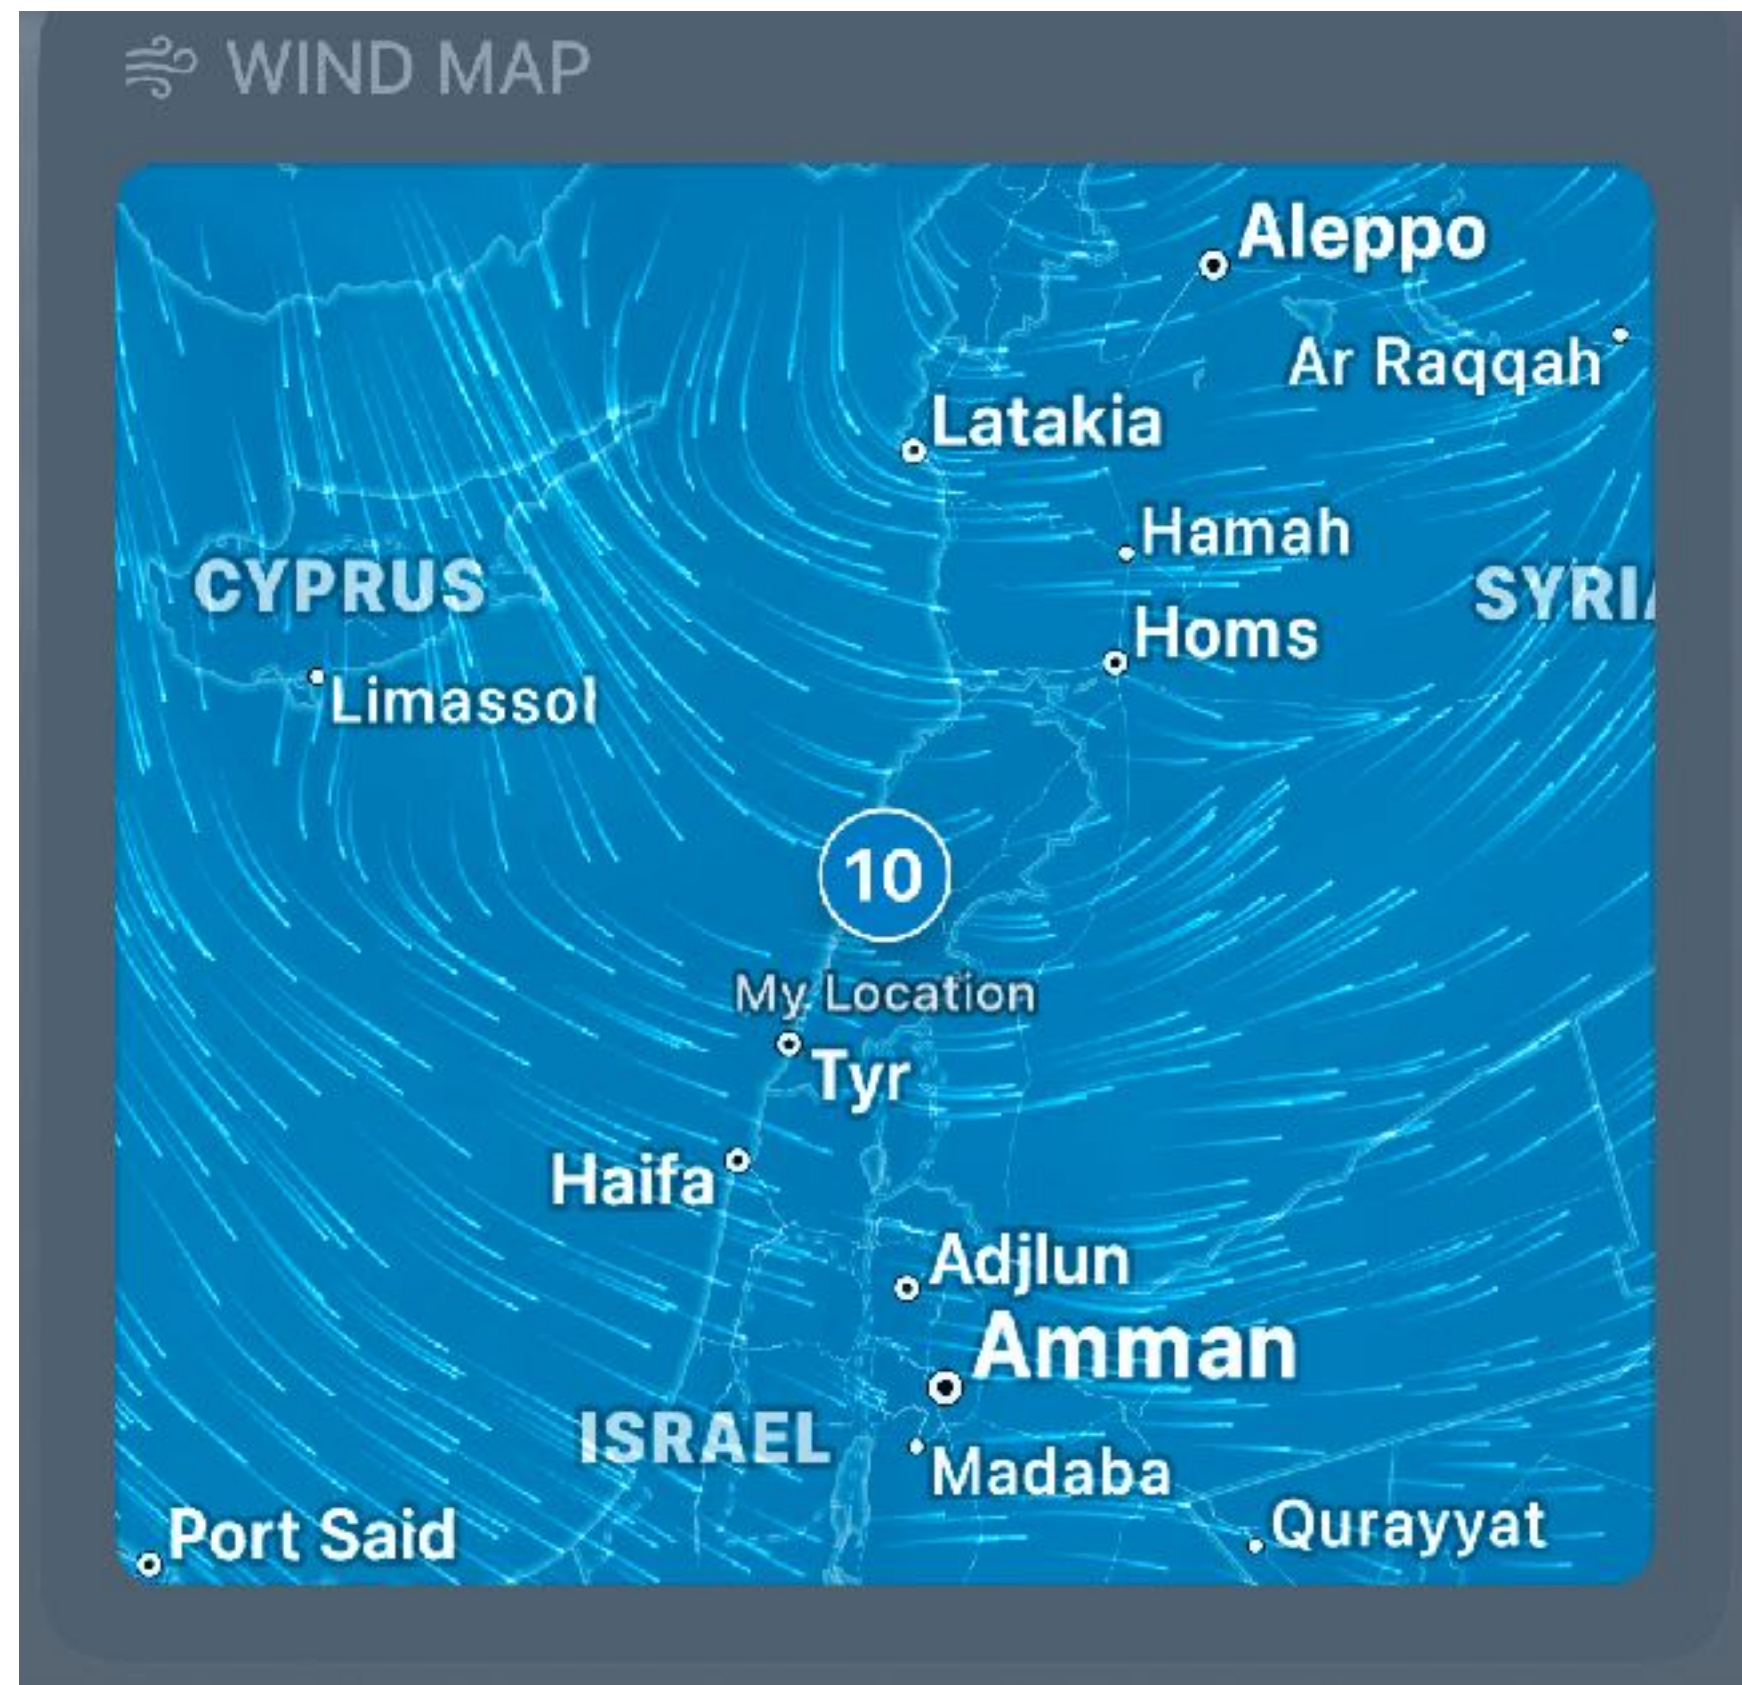 WIND MAP
Aleppo
Ar Raqqah
Latakia
Hamah
CYPRUS
SYRIA
Homs
Limassol
10
My Location
Tyr
Haifa
Adjlun
Amman
ISRAEL
Madaba
Port Said
Qurayyat